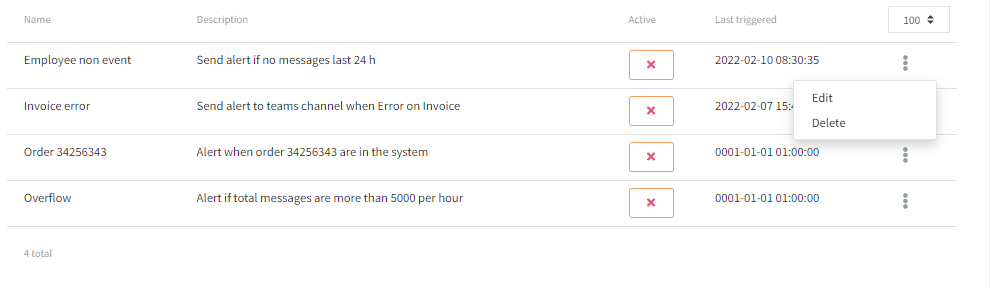 Name Description Active Last triggered 100
Employee non event Send alert if no messages last 24 h 2022-02-10 08:30:35
Edit
Invoice error Send alert to teams channel when Error on Invoice 2022-02-07 15:4
Delete
Order 34256343 Alert when order 34256343 are in the system 0001-01-01 01:00:00
Overflow Alert if total messages are more than 5000 per hour 0001-01-01 01:00:00
4 total